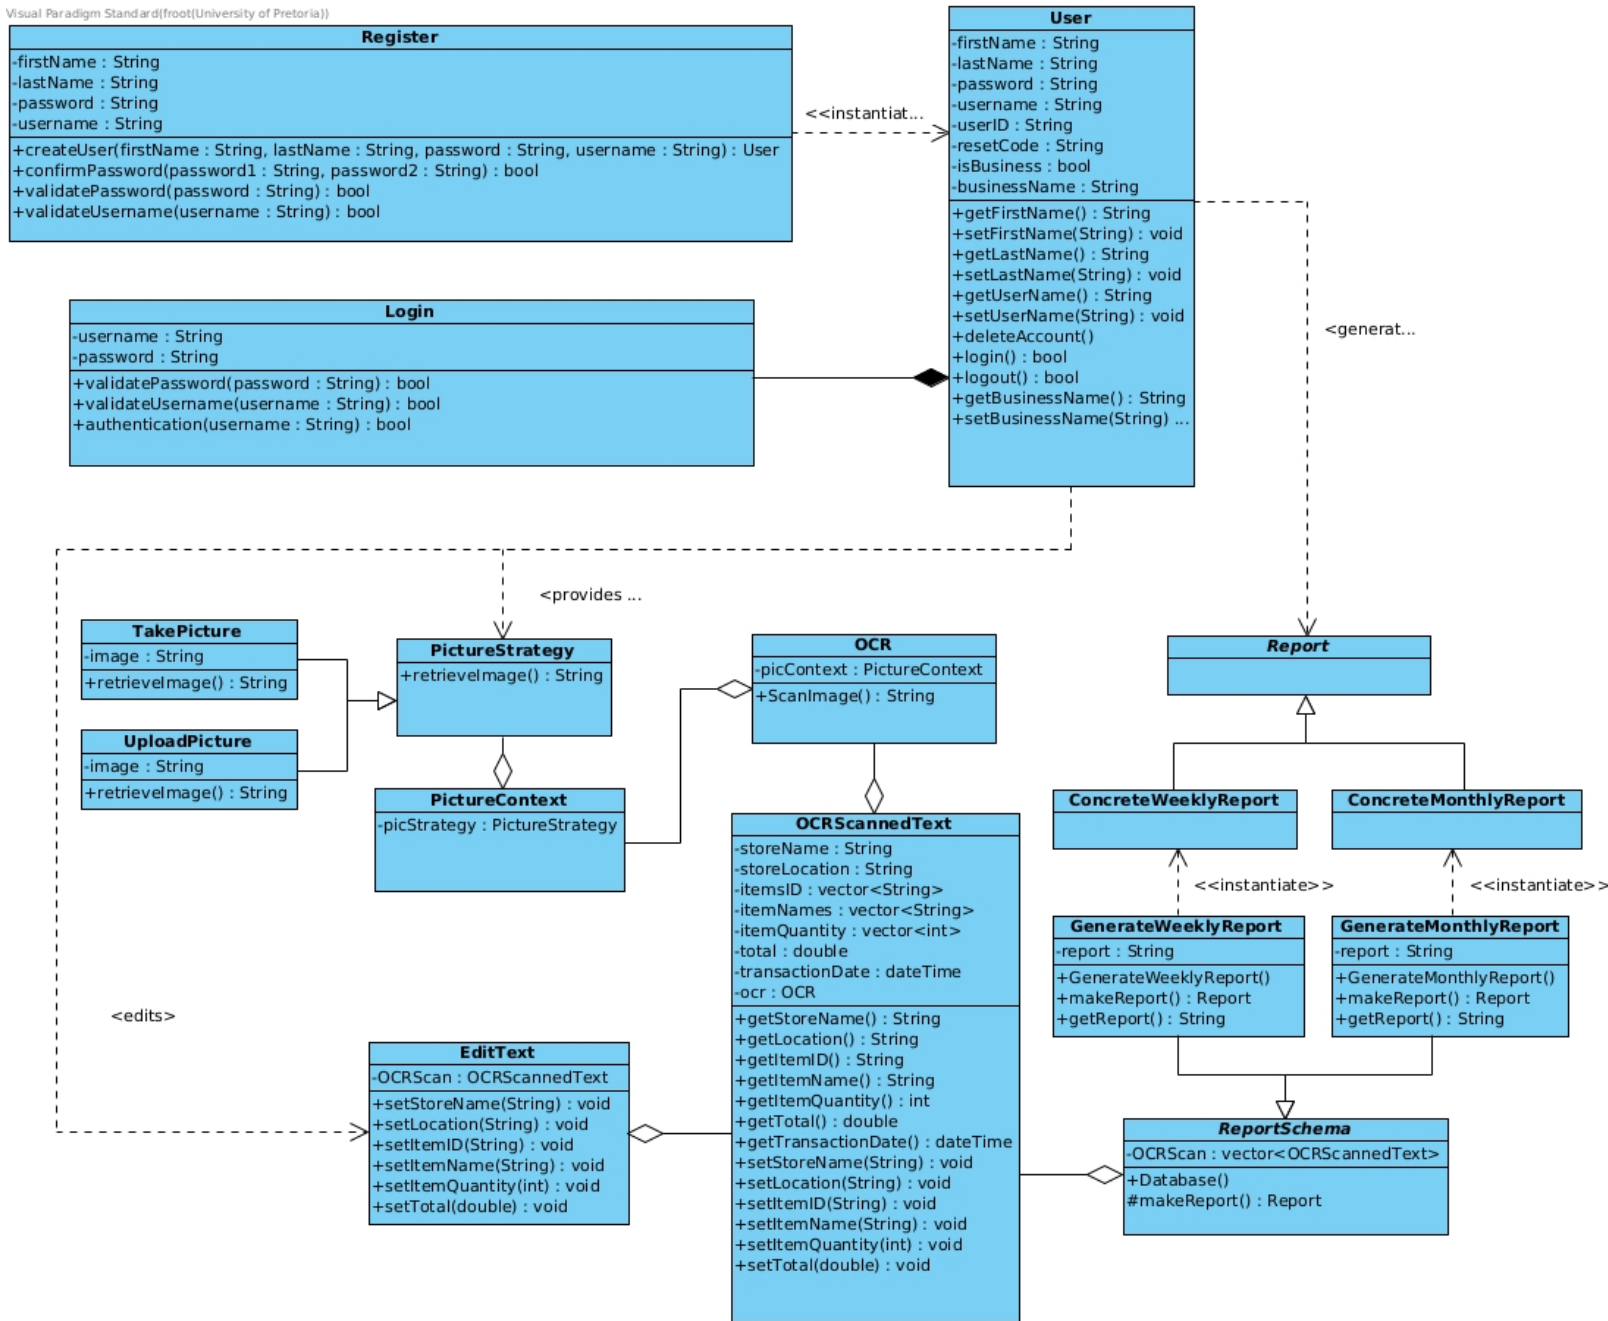 Visual Paradigm Standard(froot(University of Pretoria))
Register
-firstName : String
-lastName : String
-password : String
-username : String
+createUser(firstName : String, lastName : String, password : String, username : String) : User
+confirmPassword(password1 : String, password2 : String) : bool
+validatePassword(password : String) : bool
+validateUsername(username : String) : bool
<<instantiat...
User
-firstName : String
-lastName : String
-password : String
-username : String
-userID : String
-resetCode : String
-isBusiness : bool
-businessName : String
+getFirstName() : String
+setFirstName(String) : void
+getLastName() : String
+setLastName(String) : void
+getUserName() : String
+setUserName(String) : void
+deleteAccount()
+login() : bool
+logout() : bool
+getBusinessName() : String
+setBusinessName(String) ...
Login
-username : String
-password : String
+validatePassword(password : String) : bool
+validateUsername(username : String) : bool
+authentication(username : String) : bool
<generat...
<provides ...
TakePicture
-image : String
+retrieveImage() : String
UploadPicture
-image : String
+retrieveImage() : String
PictureStrategy
+retrieveImage() : String
PictureContext
-picStrategy : PictureStrategy
OCR
-picContext : PictureContext
+ScanImage() : String
Report
ConcreteWeeklyReport
ConcreteMonthlyReport
<<instantiate>>
<<instantiate>>
OCRScannedText
-storeName : String
-storeLocation : String
-itemsID : vector<String>
-itemNames : vector<String>
-itemQuantity : vector<int>
-total : double
-transactionDate : dateTime
-ocr : OCR
+getStoreName() : String
+getLocation() : String
+getItemID() : String
+getItemName() : String
+getItemQuantity() : int
+getTotal() : double
+getTransactionDate() : dateTime
+setStoreName(String) : void
+setLocation(String) : void
+setItemID(String) : void
+setItemName(String) : void
+setItemQuantity(int) : void
+setTotal(double) : void
GenerateWeeklyReport
-report : String
+GenerateWeeklyReport()
+makeReport() : Report
+getReport() : String
GenerateMonthlyReport
-report : String
+GenerateMonthlyReport()
+makeReport() : Report
+getReport() : String
<edits>
EditText
-OCRScan : OCRScannedText
+setStoreName(String) : void
+setLocation(String) : void
+setItemID(String) : void
+setItemName(String) : void
+setItemQuantity(int) : void
+setTotal(double) : void
ReportSchema
-OCRScan : vector<OCRScannedText>
+Database()
#makeReport() : Report